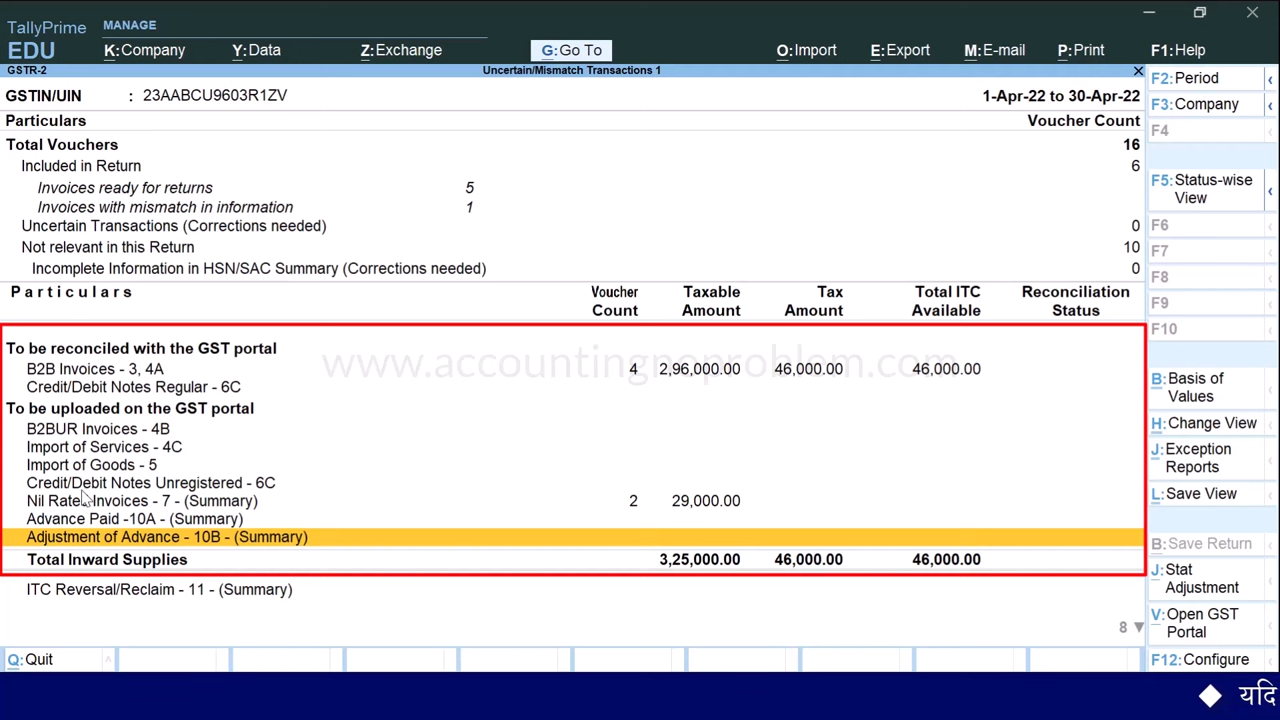 TallyPrime MANAGE
EDU K:Company Y:Data Z:Exchange G:Go To O:Import E:Export M:E-mail P:Print F1:Help
GSTR-2 Uncertain/Mismatch Transactions 1
GSTIN/UIN : 23AABCU9603R1ZV 1-Apr-22 to 30-Apr-22
Particulars Voucher Count
Total Vouchers 16
Included in Return 6
Invoices ready for returns 5
Invoices with mismatch in information 1
Uncertain Transactions (Corrections needed) 0
Not relevant in this Return 10
Incomplete Information in HSN/SAC Summary (Corrections needed) 0
Particulars Voucher Count Taxable Amount Tax Amount Total ITC Available Reconciliation Status
To be reconciled with the GST portal
www.accountingnoproblem.com
B2B Invoices - 3, 4A 4 2,96,000.00 46,000.00 46,000.00
Credit/Debit Notes Regular - 6C
To be uploaded on the GST portal
B2BUR Invoices - 4B
Import of Services - 4C
Import of Goods - 5
Credit/Debit Notes Unregistered - 6C
Nil Rated Invoices - 7 - (Summary) 2 29,000.00
Advance Paid -10A - (Summary)
Adjustment of Advance - 10B - (Summary)
Total Inward Supplies 3,25,000.00 46,000.00 46,000.00
ITC Reversal/Reclaim - 11 - (Summary)
8
F2:Period
F3:Company
F4
F5:Status-wise
View
F6
F7
F8
F9
F10
B:Basis of
Values
H:Change View
J:Exception
Reports
L:Save View
B:Save Return
J:Stat
Adjustment
V:Open GST
Portal
F12:Configure
Q:Quit
यदि